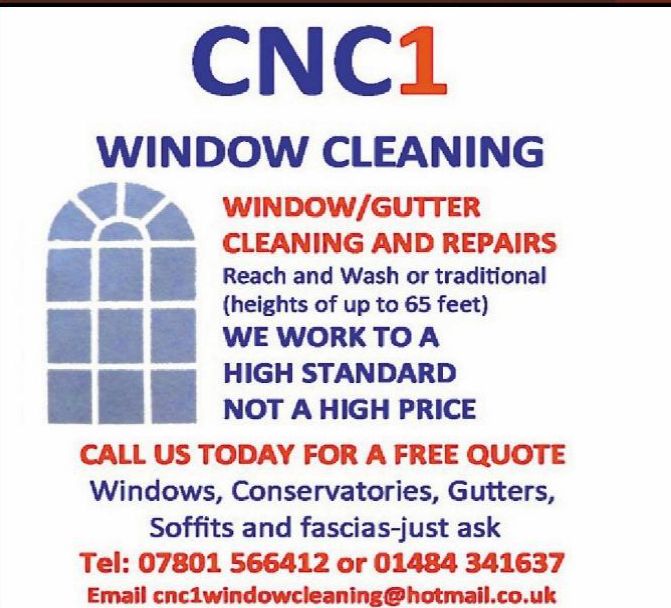 CNC1
WINDOW CLEANING
WINDOW/GUTTER
CLEANING AND REPAIRS
Reach and Wash or traditional
(heights of up to 65 feet)
WE WORK TO A
HIGH STANDARD
NOT A HIGH PRICE
CALL US TODAY FOR A FREE QUOTE
Windows, Conservatories, Gutters,
Soffits and fascias-just ask
Tel: 07801 566412 or 01484 341637
Email cnc1windowcleaning@hotmail.co.uk